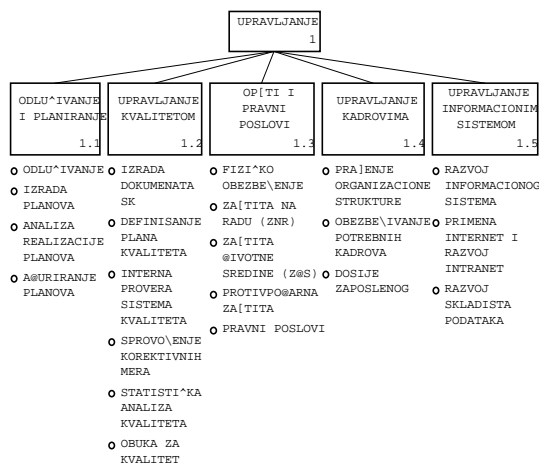 UPRAVLJANJE
1
ODLU^IVANJE
I PLANIRANJE
1.1
UPRAVLJANJE
KVALITETOM
1.2
OP[TI I
PRAVNI
POSLOVI
1.3
UPRAVLJANJE
KADROVIMA
1.4
UPRAVLJANJE
INFORMACIONIM
SISTEMOM
1.5
ODLU^IVANJE
IZRADA
PLANOVA
ANALIZA
REALIZACIJE
PLANOVA
A@URIRANJE
PLANOVA
IZRADA
DOKUMENATA
SK
DEFINISANJE
PLANA
KVALITETA
INTERNA
PROVERA
SISTEMA
KVALITETA
SPROVO\ENJE
KOREKTIVNIH
MERA
STATISTI^KA
ANALIZA
KVALITETA
OBUKA ZA
KVALITET
FIZI^KO
OBEZBE\ENJE
ZA[TITA NA
RADU (ZNR)
ZA[TITA
@IVOTNE
SREDINE (Z@S)
PROTIVPO@ARNA
ZA[TITA
PRAVNI POSLOVI
PRA]ENJE
ORGANIZACIONE
STRUKTURE
OBEZBE\IVANJE
POTREBNIH
KADROVA
DOSIJE
ZAPOSLENOG
RAZVOJ
INFORMACIONOG
SISTEMA
PRIMENA
INTERNET I
RAZVOJ
INTRANET
RAZVOJ
SKLADISTA
PODATAKA